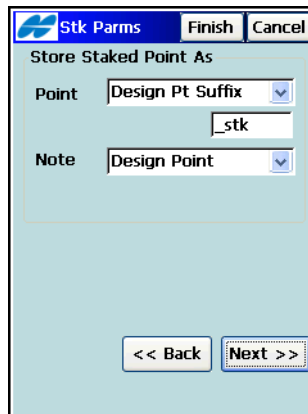 Stk Parms Finish Cancel
Store Staked Point As
Point Design Pt Suffix
_stk
Note Design Point
<< Back Next >>